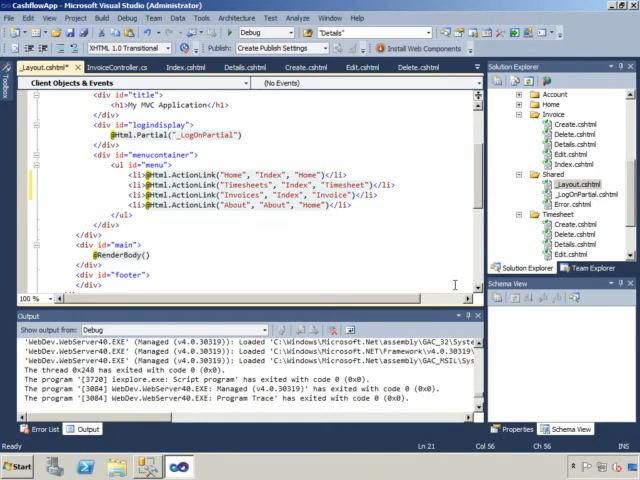 CashflowApp - Microsoft Visual Studio (Administrator)
File Edit View Project Build Debug Team Data Tools Architecture Test Analyze Window Help
Debug "Details"
XHTML 1.0 Transitional Publish: Create Publish Settings Install Web Components
_Layout.cshtml* InvoiceController.cs Index.cshtml Details.cshtml Create.cshtml Edit.cshtml Delete.cshtml
Client Objects & Events (No Events)
Toolbox
<div id="title">
<h1>My MVC Application</h1>
</div>
<div id="logindisplay">
@Html.Partial("_LogOnPartial")
</div>
<div id="menucontainer">
<ul id="menu">
<li>@Html.ActionLink("Home", "Index", "Home")</li>
<li>@Html.ActionLink("Timesheets", "Index", "Timesheet")</li>
<li>@Html.ActionLink("Invoices", "Index", "Invoice")</li>
<li>@Html.ActionLink("About", "About", "Home")</li>
</ul>
</div>
</div>
<div id="main">
@RenderBody()
</div>
<div id="footer">
</div>
100 %
Output
Show output from: Debug
'WebDev.WebServer40.EXE' (Managed (v4.0.30319)): Loaded 'C:\Windows\Microsoft.Net\assembly\GAC_32\Syste
'WebDev.WebServer40.EXE' (Managed (v4.0.30319)): Loaded 'C:\Windows\Microsoft.NET\Framework\v4.0.30319\
'WebDev.WebServer40.EXE' (Managed (v4.0.30319)): Loaded 'C:\Windows\Microsoft.Net\assembly\GAC_MSIL\Sys
The thread 0x248 has exited with code 0 (0x0).
The program '[3720] iexplore.exe: Script program' has exited with code 0 (0x0).
The program '[3084] WebDev.WebServer40.EXE: Managed (v4.0.30319)' has exited with code 0 (0x0).
The program '[3084] WebDev.WebServer40.EXE: Program Trace' has exited with code 0 (0x0).
Error List Output
Solution Explorer
Account
Home
Invoice
Create.cshtml
Delete.cshtml
Details.cshtml
Edit.cshtml
Index.cshtml
Shared
_Layout.cshtml
_LogOnPartial.cshtml
Error.cshtml
Timesheet
Create.cshtml
Delete.cshtml
Details.cshtml
Edit.cshtml
Solution Explorer Team Explorer
Schema View
Properties Schema View
Ready Ln 21 Col 56 Ch 56 INS
Start